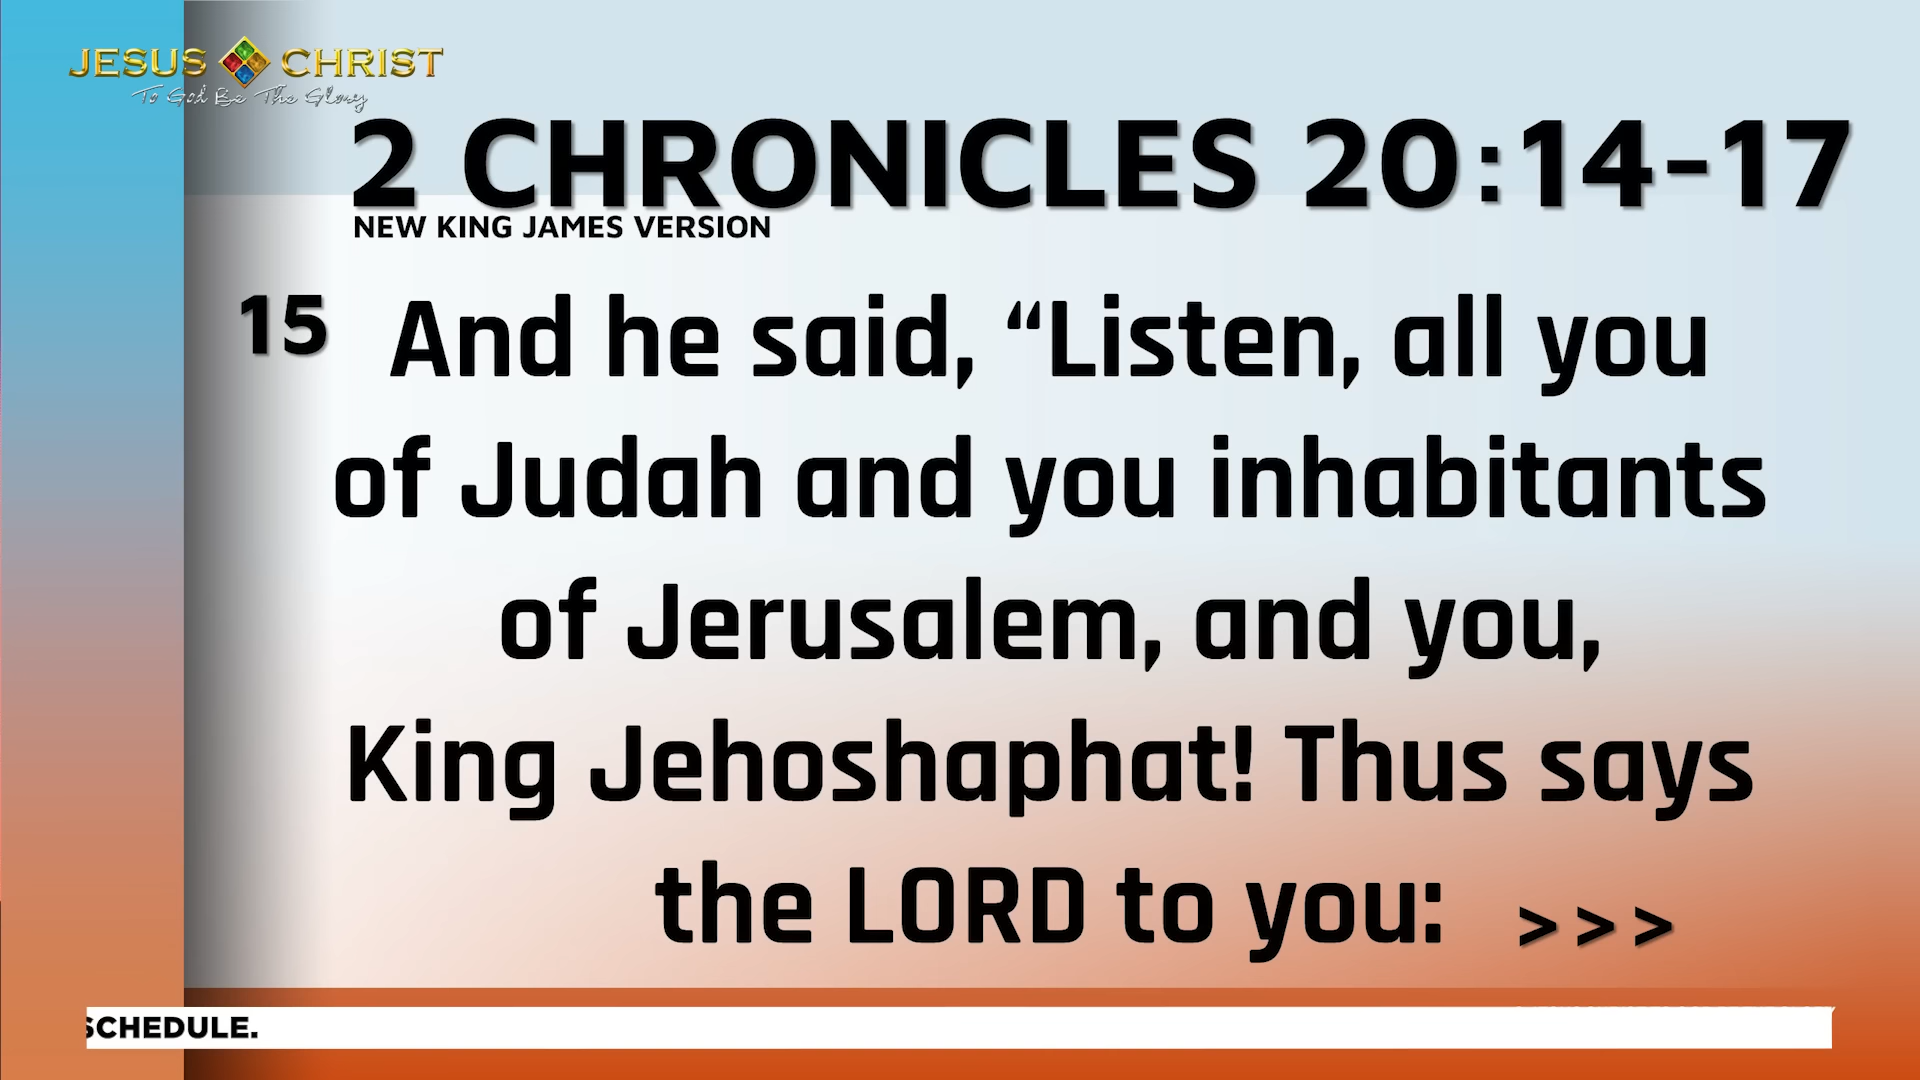 JESUS CHRIST
To God Be The Glory
2 CHRONICLES 20:14-17
NEW KING JAMES VERSION
15 And he said, “Listen, all you
of Judah and you inhabitants
of Jerusalem, and you,
King Jehoshaphat! Thus says
the LORD to you: >>>
SCHEDULE.